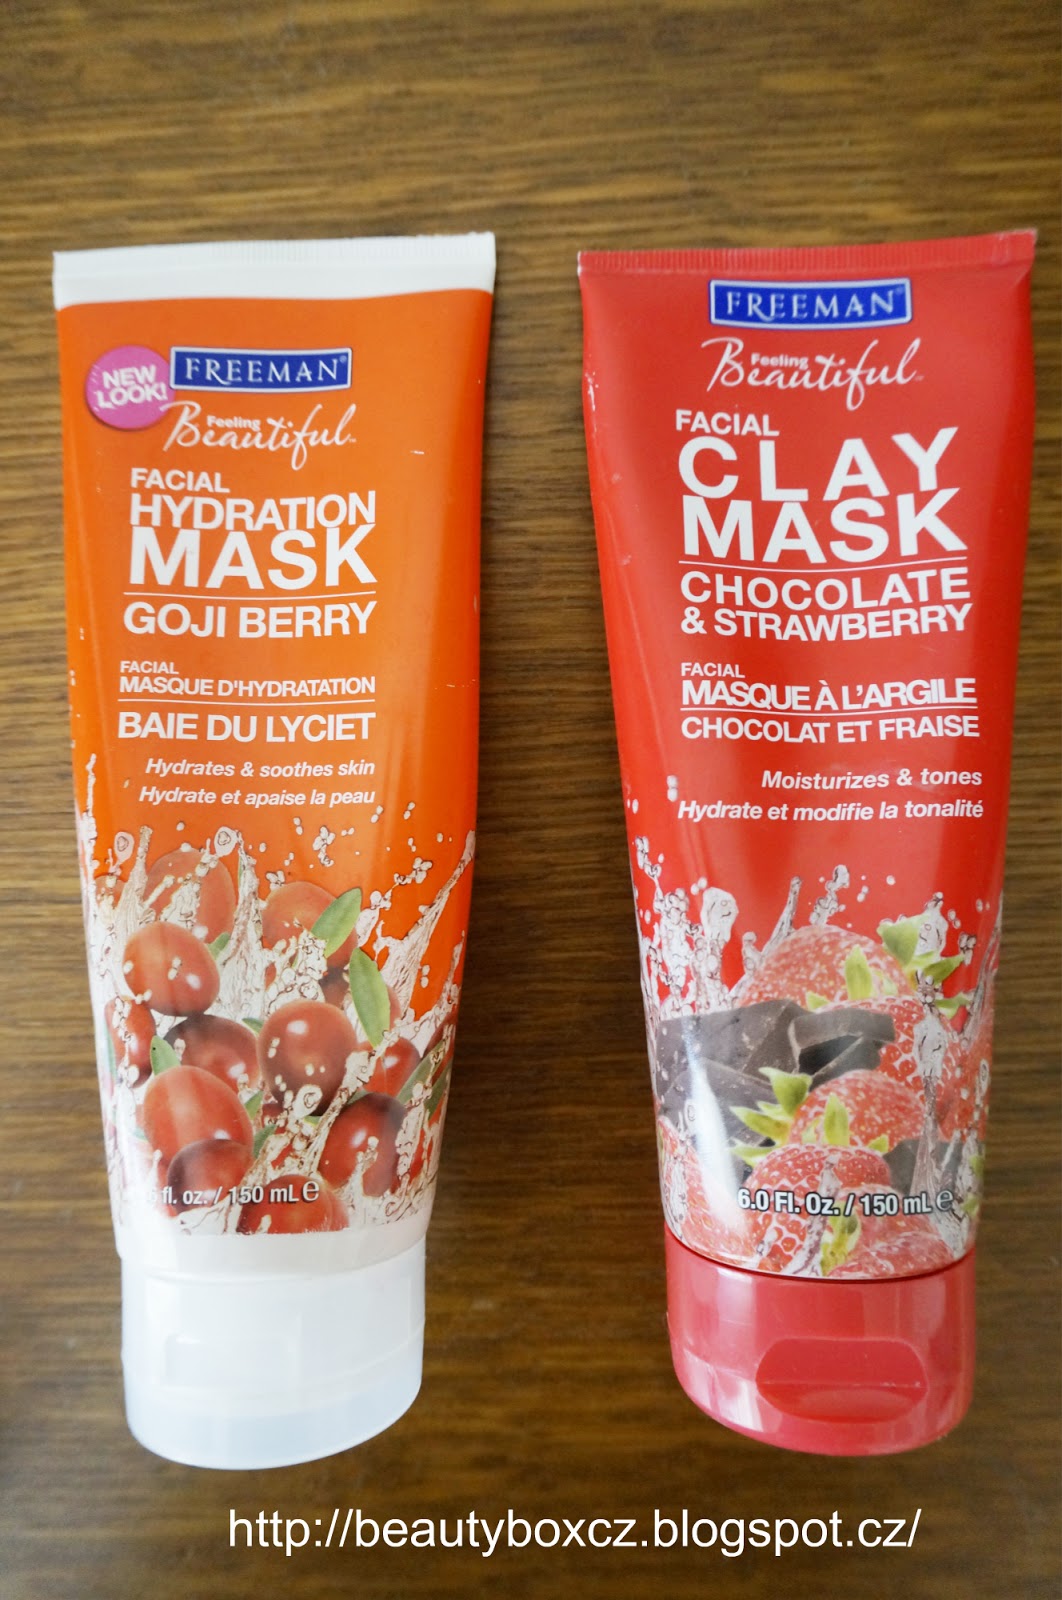 NEW
LOOK!
FREEMAN®
Feeling
Beautiful™
FACIAL
HYDRATION
MASK
GOJI BERRY
FACIAL
MASQUE D'HYDRATATION
BAIE DU LYCIET
Hydrates & soothes skin
Hydrate et apaise la peau
fl. oz. / 150 mL e
FREEMAN®
Feeling
Beautiful™
FACIAL
CLAY
MASK
CHOCOLATE
& STRAWBERRY
FACIAL
MASQUE À L'ARGILE
CHOCOLAT ET FRAISE
Moisturizes & tones
Hydrate et modifie la tonalité
6.0 Fl. Oz. / 150 mL e
http://beautyboxcz.blogspot.cz/